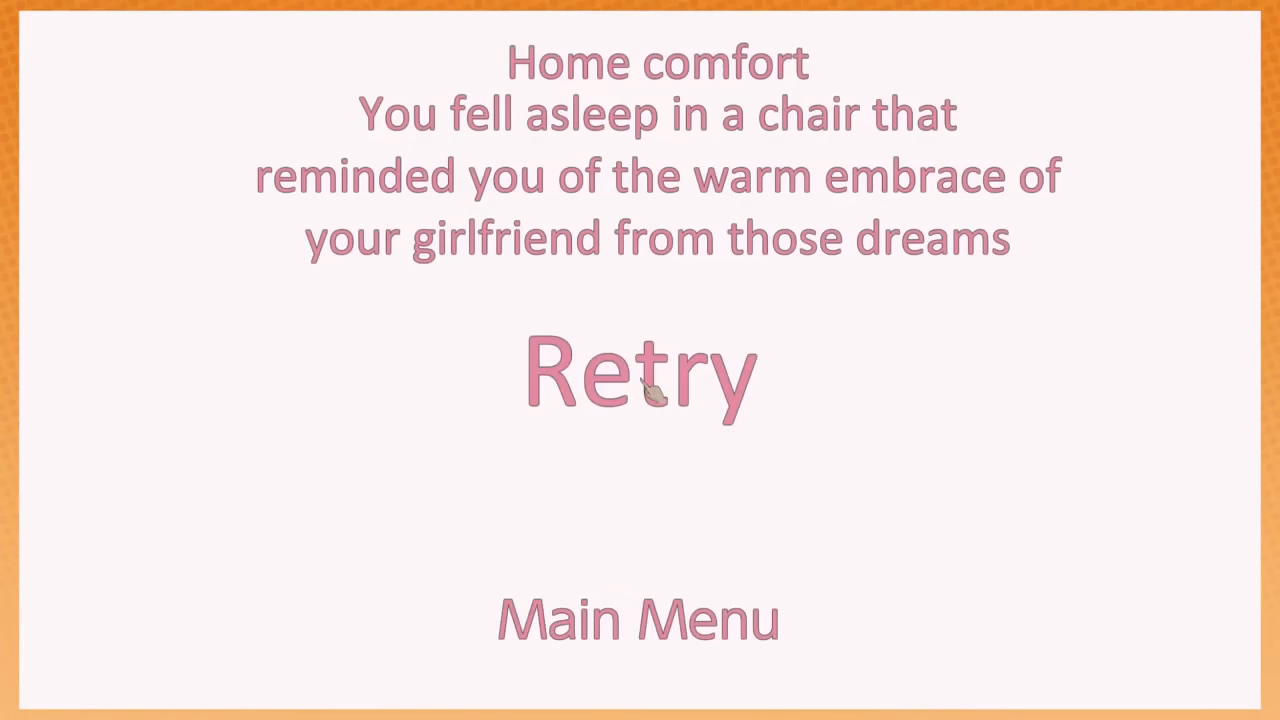 Home comfort
You fell asleep in a chair that
reminded you of the warm embrace of
your girlfriend from those dreams
Retry
Main Menu